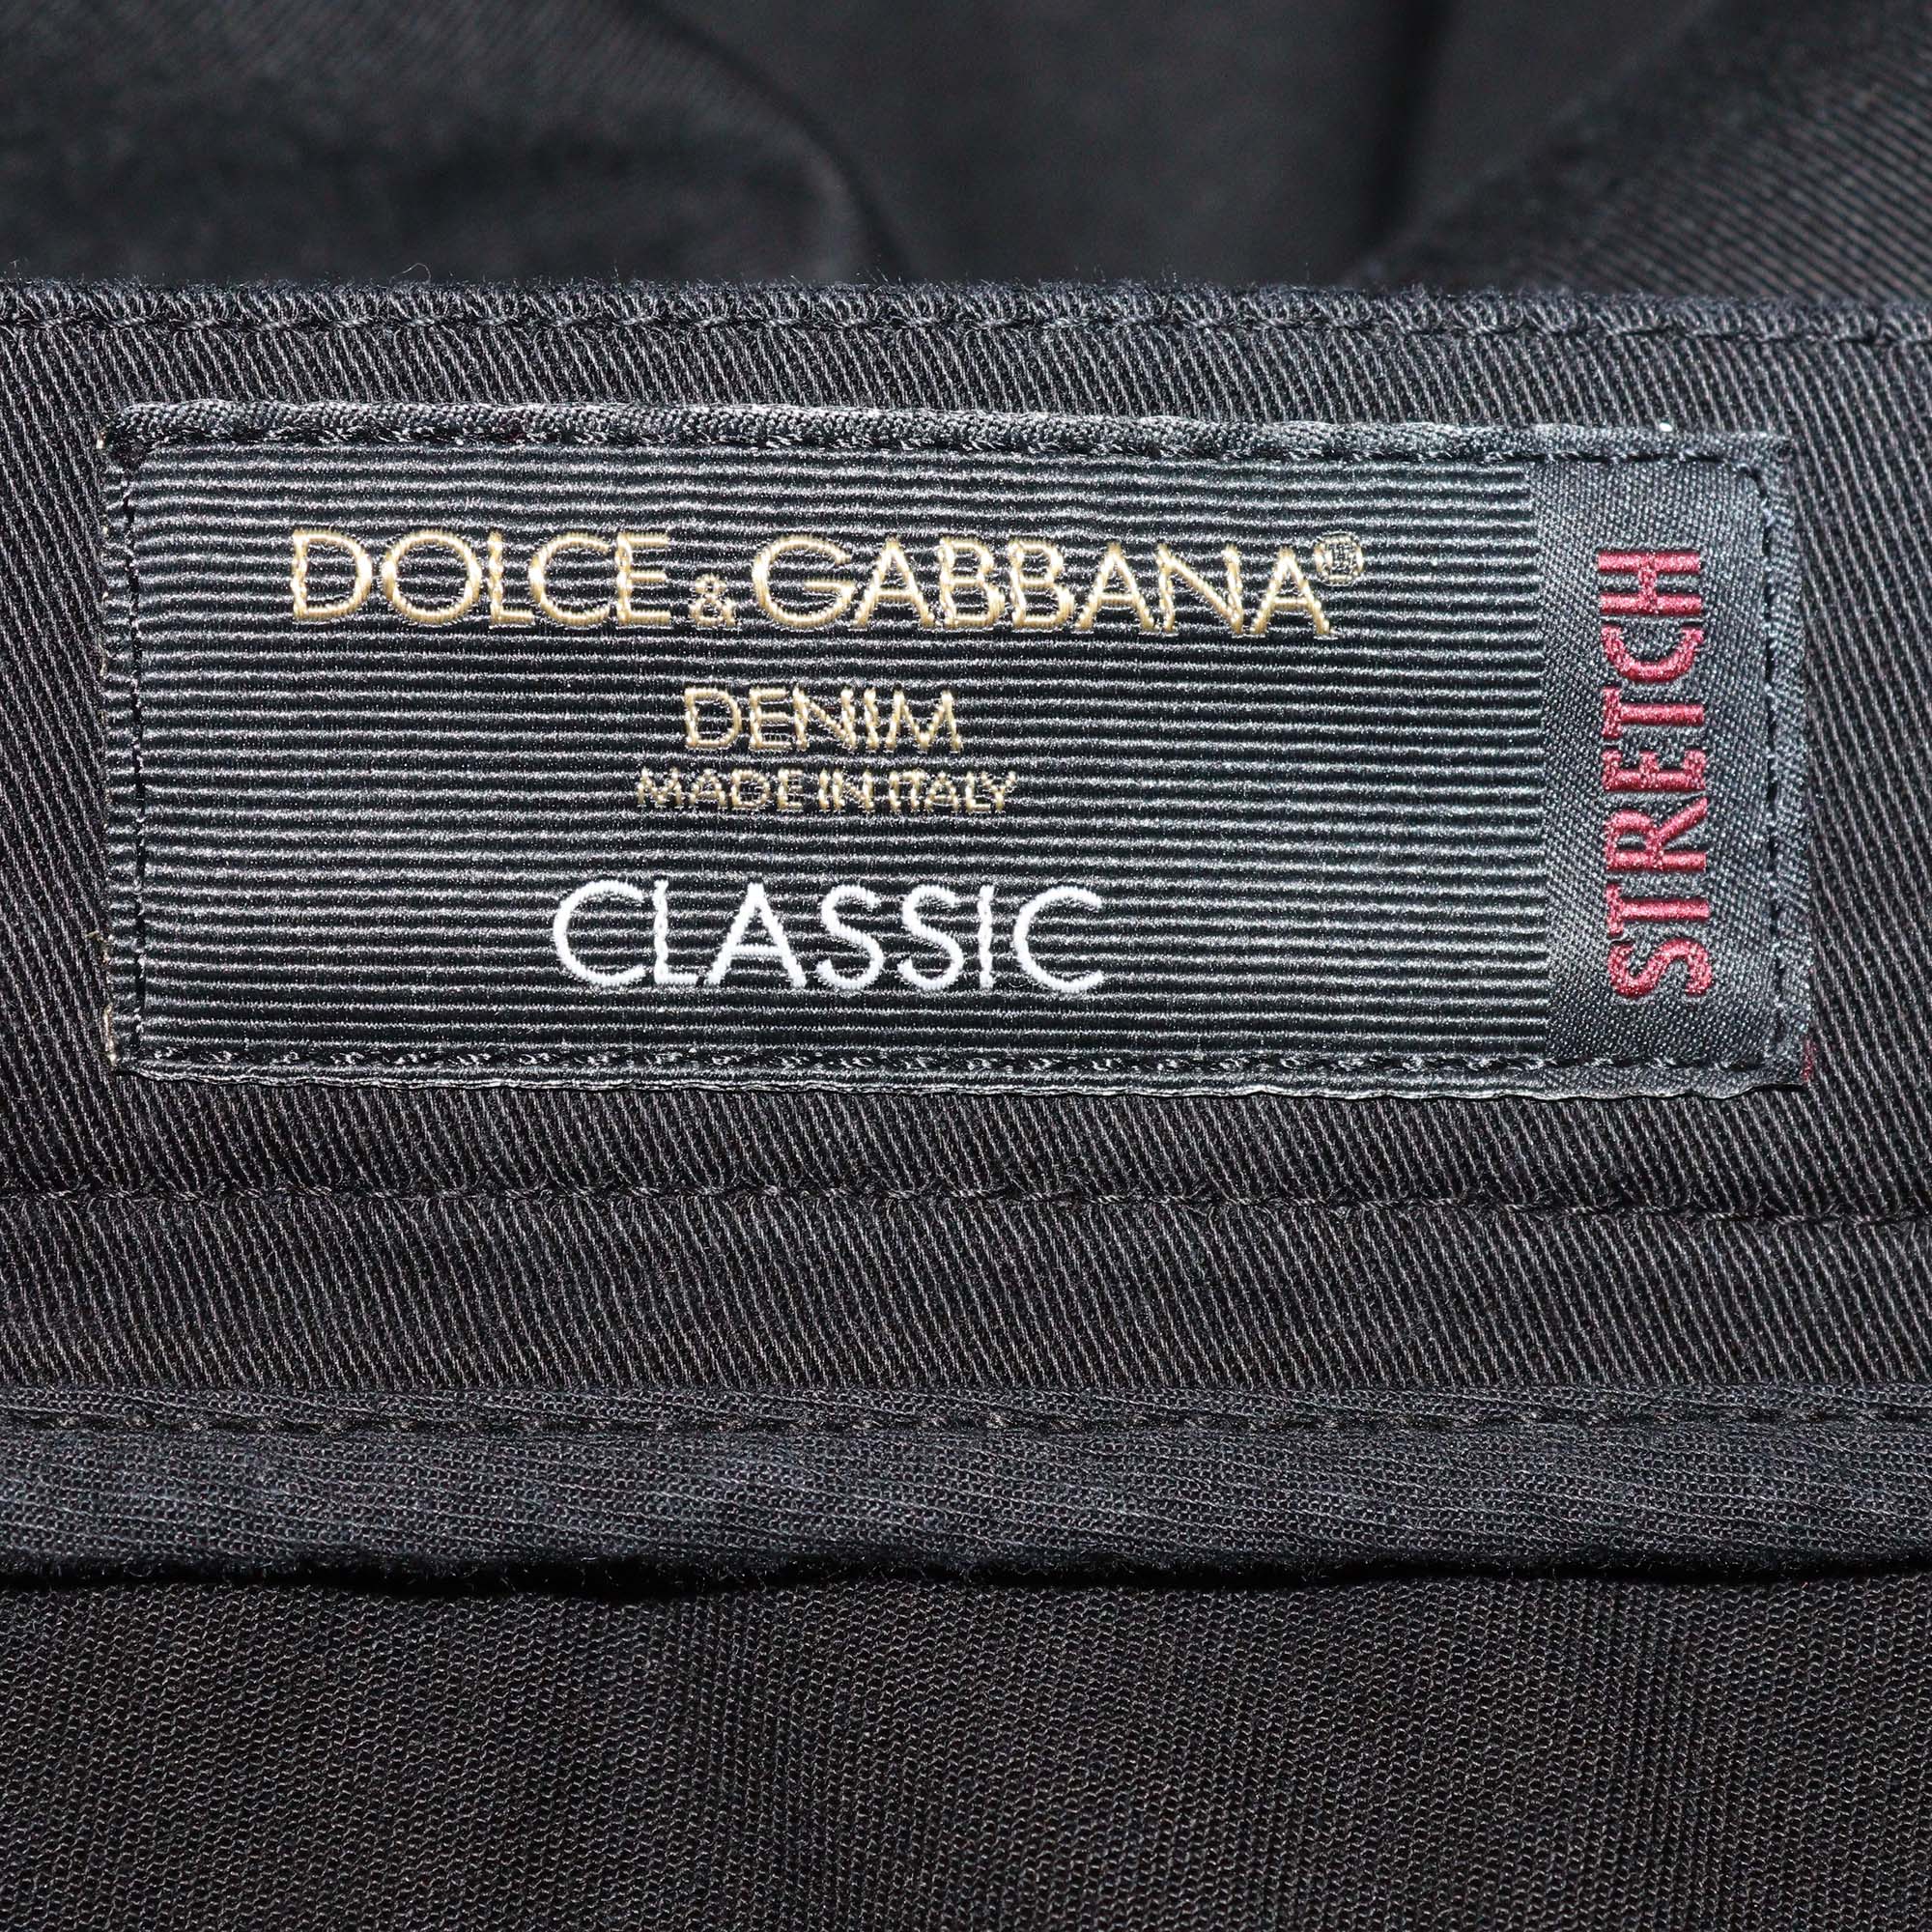 DOLCE & GABBANA®
DENIM
MADE IN ITALY
CLASSIC
STRETCH